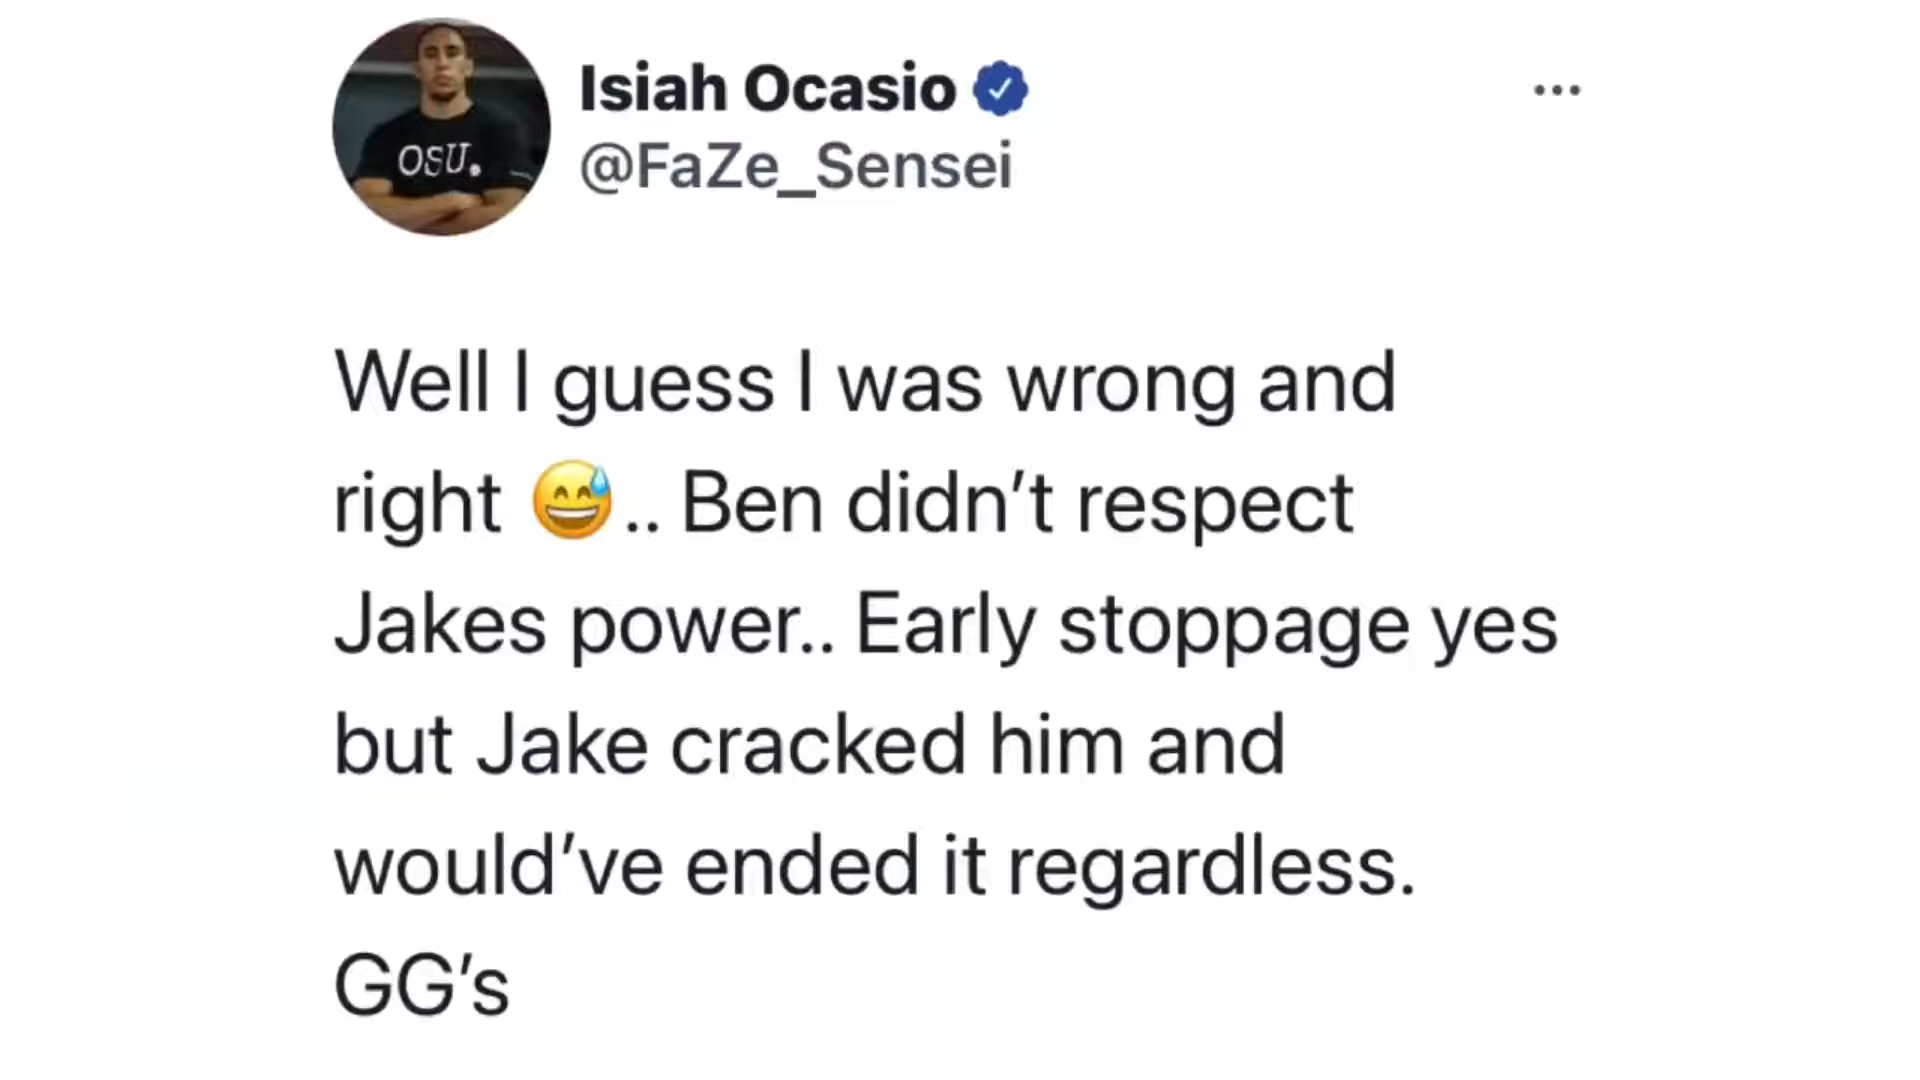 Isiah Ocasio
@FaZe_Sensei
OSU.
Well I guess I was wrong and
right 😅.. Ben didn’t respect
Jakes power.. Early stoppage yes
but Jake cracked him and
would’ve ended it regardless.
GG’s